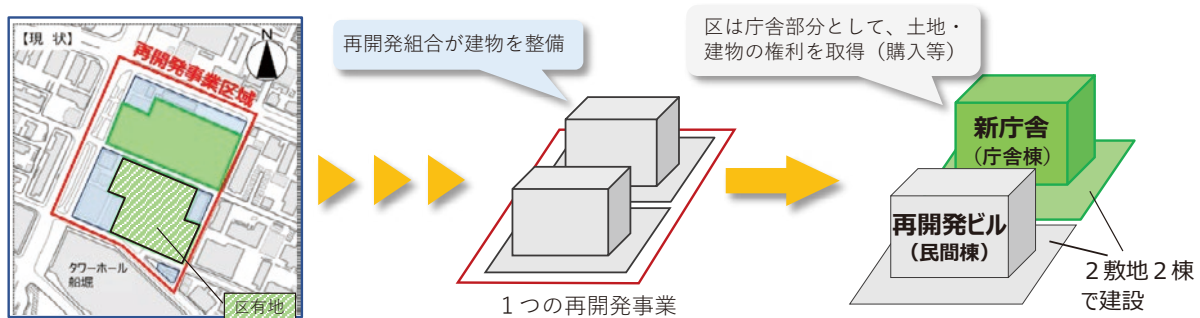 【現 状】
N
再開発事業区域
タワーホール
船堀
区有地
再開発組合が建物を整備
１つの再開発事業
区は庁舎部分として、土地・
建物の権利を取得（購入等）
新庁舎
（庁舎棟）
再開発ビル
（民間棟）
２敷地２棟
で建設